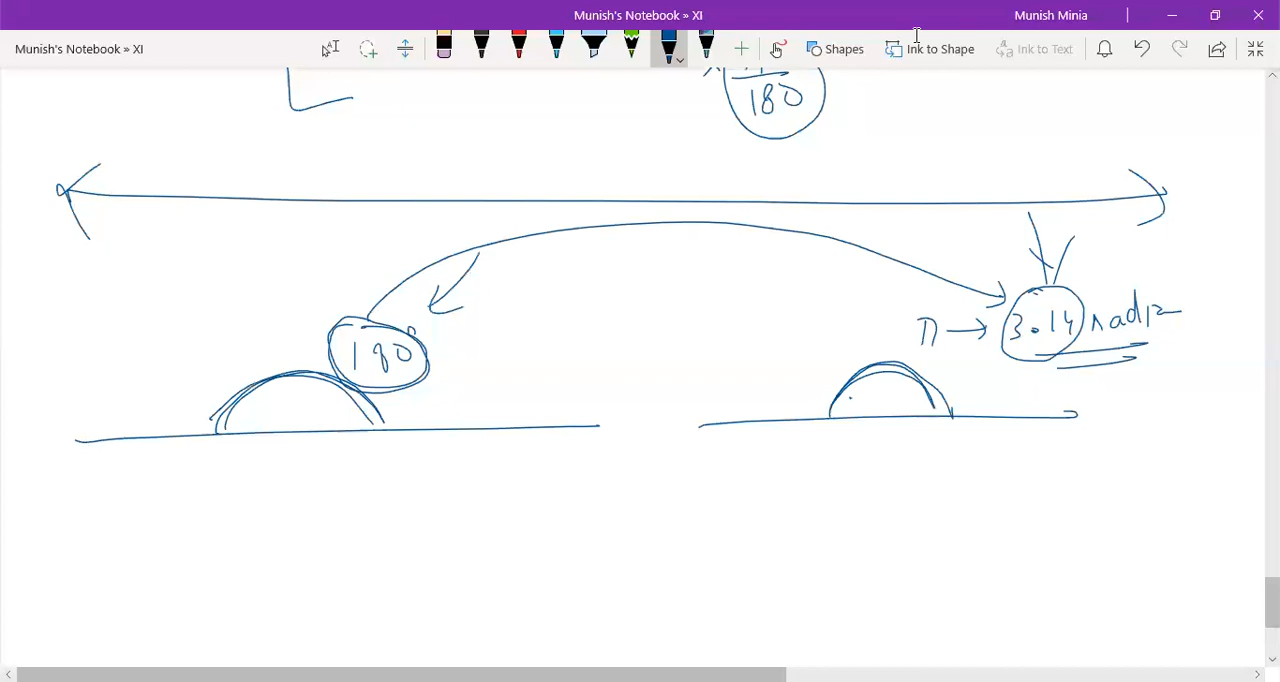 Munish's Notebook » XI
Munish Minia
Munish's Notebook » XI
Shapes
Ink to Shape
Ink to Text
180
180°
π → 3.14 radian